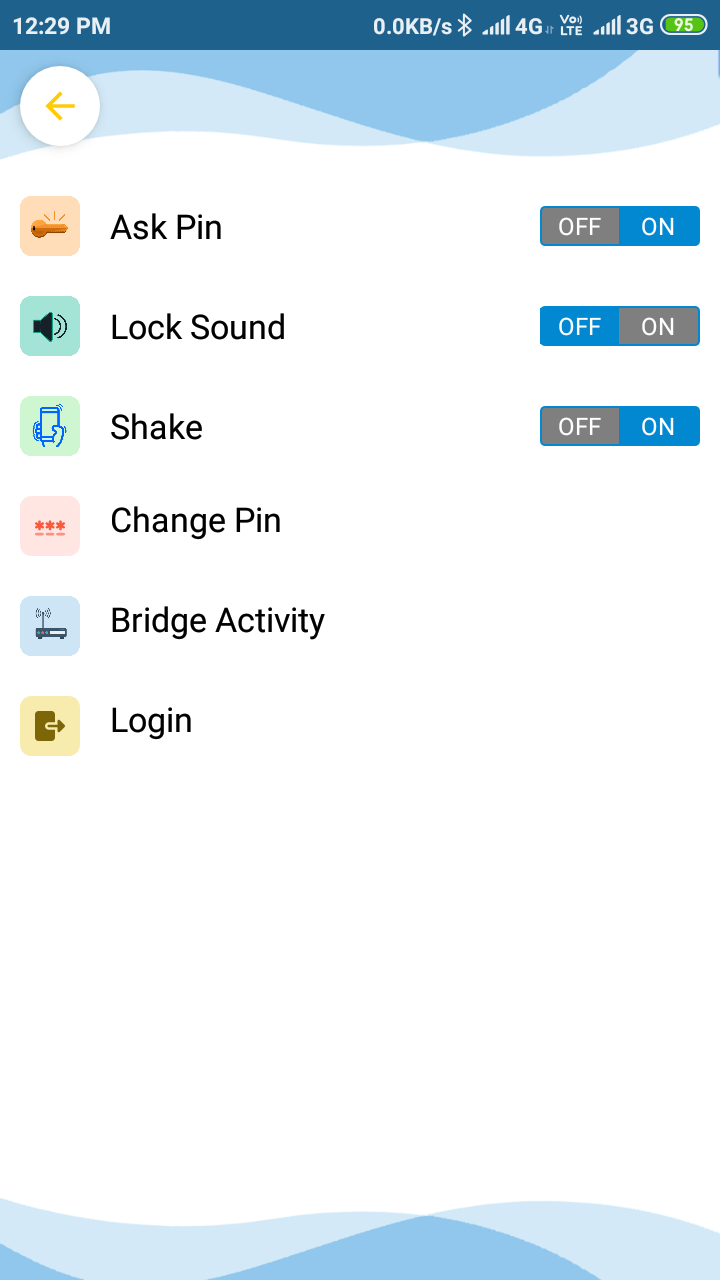 12:29 PM 0.0KB/s 4G Vo) LTE 3G 95
Ask Pin OFF ON
Lock Sound OFF ON
Shake OFF ON
Change Pin
Bridge Activity
Login